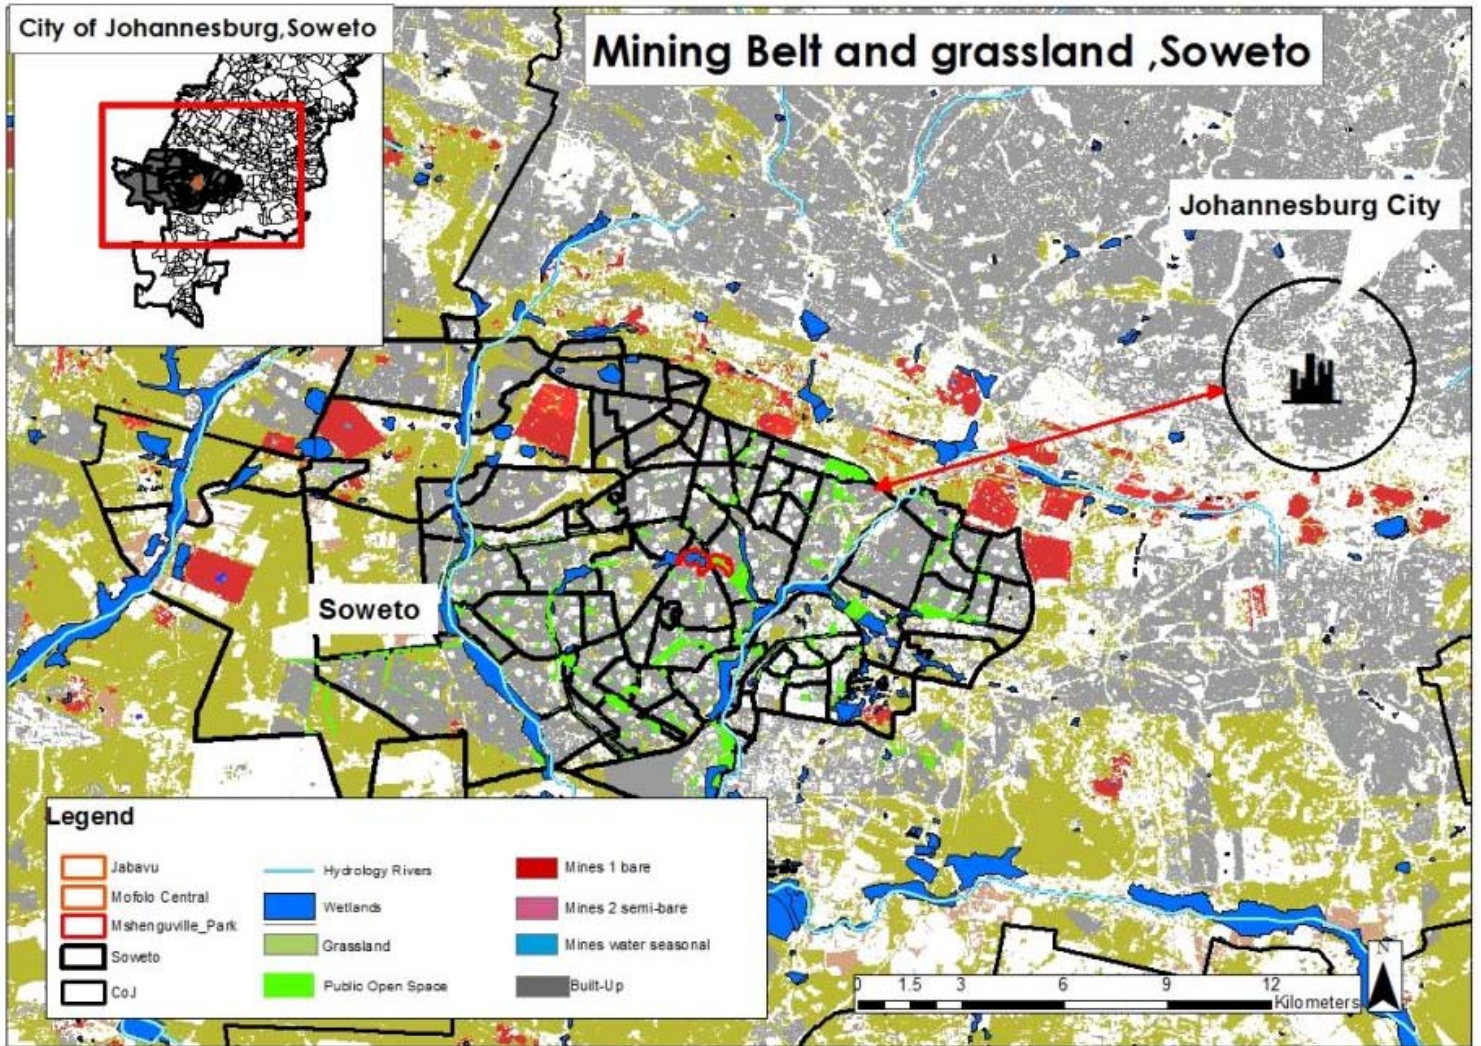 City of Johannesburg,Soweto
Mining Belt and grassland ,Soweto
Johannesburg City
Soweto
Legend
Jabavu
Mofolo Central
Mshenguville_Park
Soweto
CoJ
Hydrology Rivers
Wetlands
Grassland
Public Open Space
Mines 1 bare
Mines 2 semi-bare
Mines water seasonal
Built-Up
N
0 1.5 3 6 9 12
Kilometers